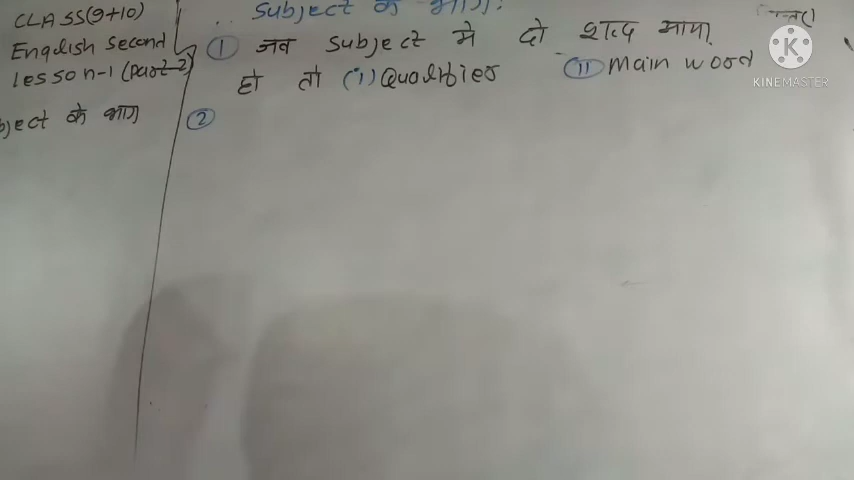 CLASS(9+10)
English Second
lesson-1 (part-2)
bject के भाग
.. Subject के भाग:
① जब subject मे दो शब्द आया
हो तो (i) Qualifier (ii) main word
②
KINEMASTER